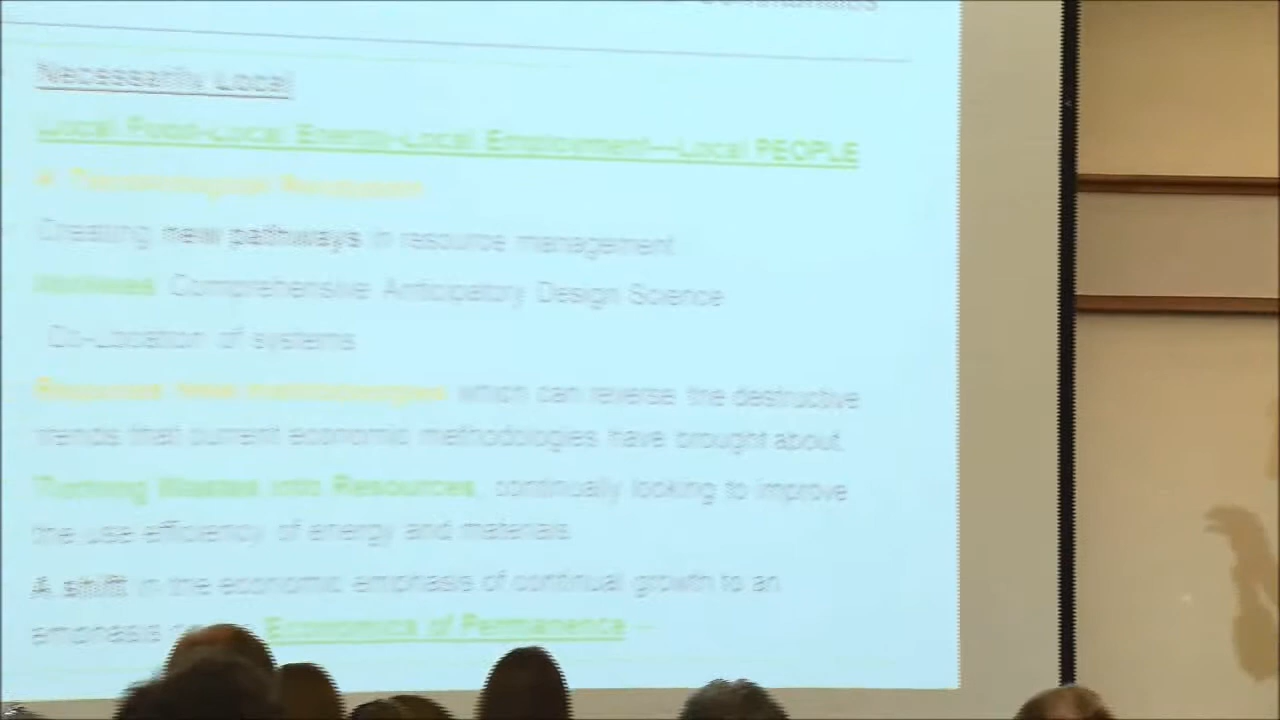 Necessarily Local
Local Food-Local Energy-Local Employment—Local PEOPLE
Creating new pathways in resource management
Comprehensive Anticipatory Design Science
Co-Location of systems
which can reverse the destructive
trends that current economic methodologies have brought about.
Turning Wastes into Resources, continually looking to improve
the use efficiency of energy and materials
A shift in the economic emphasis of continual growth to an
emphasis Economics of Permanence –